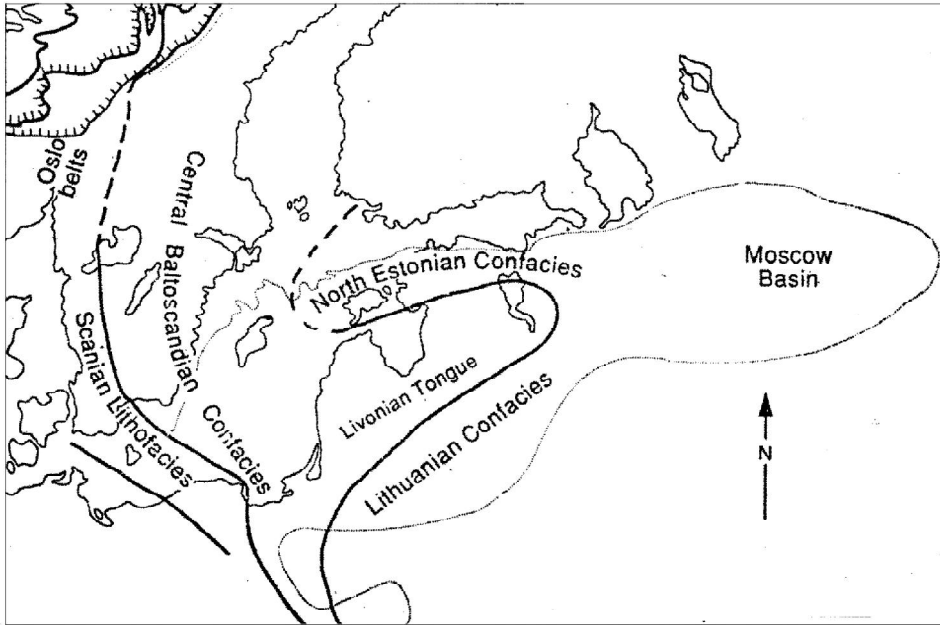 Oslo
belts
Central Baltoscandian Confacies
Scanian Lithofacies
North Estonian Confacies
Livonian Tongue
Lithuanian Confacies
Moscow
Basin
N